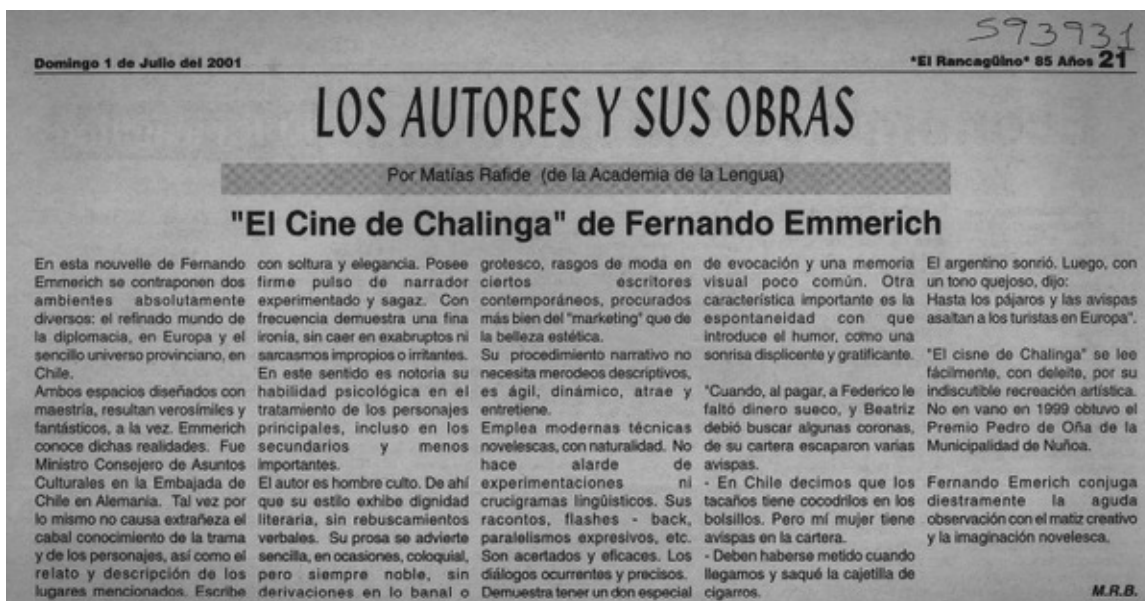 593931
Domingo 1 de Julio del 2001
"El Rancagüino" 85 Años 21
LOS AUTORES Y SUS OBRAS
Por Matías Rafide (de la Academia de la Lengua)
"El Cine de Chalinga" de Fernando Emmerich
En esta nouvelle de Fernando
Emmerich se contraponen dos
ambientes absolutamente
diversos: el refinado mundo de
la diplomacia, en Europa y el
sencillo universo provinciano, en
Chile.
Ambos espacios diseñados con
maestría, resultan verosímiles y
fantásticos, a la vez. Emmerich
conoce dichas realidades. Fue
Ministro Consejero de Asuntos
Culturales en la Embajada de
Chile en Alemania. Tal vez por
lo mismo no causa extrañeza el
cabal conocimiento de la trama
y de los personajes, así como el
relato y descripción de los
lugares mencionados. Escribe
con soltura y elegancia. Posee
firme pulso de narrador
experimentado y sagaz. Con
frecuencia demuestra una fina
ironía, sin caer en exabruptos ni
sarcasmos impropios o irritantes.
En este sentido es notoria su
habilidad psicológica en el
tratamiento de los personajes
principales, incluso en los
secundarios y menos
importantes.
El autor es hombre culto. De ahí
que su estilo exhibe dignidad
literaria, sin rebuscamientos
verbales. Su prosa se advierte
sencilla, en ocasiones, coloquial,
pero siempre noble, sin
derivaciones en lo banal o
grotesco, rasgos de moda en
ciertos escritores
contemporáneos, procurados
más bien del "marketing" que de
la belleza estética.
Su procedimiento narrativo no
necesita merodeos descriptivos,
es ágil, dinámico, atrae y
entretiene.
Emplea modernas técnicas
novelescas, con naturalidad. No
hace alarde de
experimentaciones ni
crucigramas lingüísticos. Sus
racontos, flashes - back,
paralelismos expresivos, etc.
Son acertados y eficaces. Los
diálogos ocurrentes y precisos.
Demuestra tener un don especial
de evocación y una memoria
visual poco común. Otra
característica importante es la
espontaneidad con que
introduce el humor, como una
sonrisa displicente y gratificante.
"Cuando, al pagar, a Federico le
faltó dinero sueco, y Beatriz
debió buscar algunas coronas,
de su cartera escaparon varias
avispas.
- En Chile decimos que los
tacaños tiene cocodrilos en los
bolsillos. Pero mí mujer tiene
avispas en la cartera.
- Deben haberse metido cuando
llegamos y saqué la cajetilla de
cigarros.
El argentino sonrió. Luego, con
un tono quejoso, dijo:
Hasta los pájaros y las avispas
asaltan a los turistas en Europa".
"El cisne de Chalinga" se lee
fácilmente, con deleite, por su
indiscutible recreación artística.
No en vano en 1999 obtuvo el
Premio Pedro de Oña de la
Municipalidad de Nuñoa.
Fernando Emerich conjuga
diestramente la aguda
observación con el matiz creativo
y la imaginación novelesca.
M.R.B.